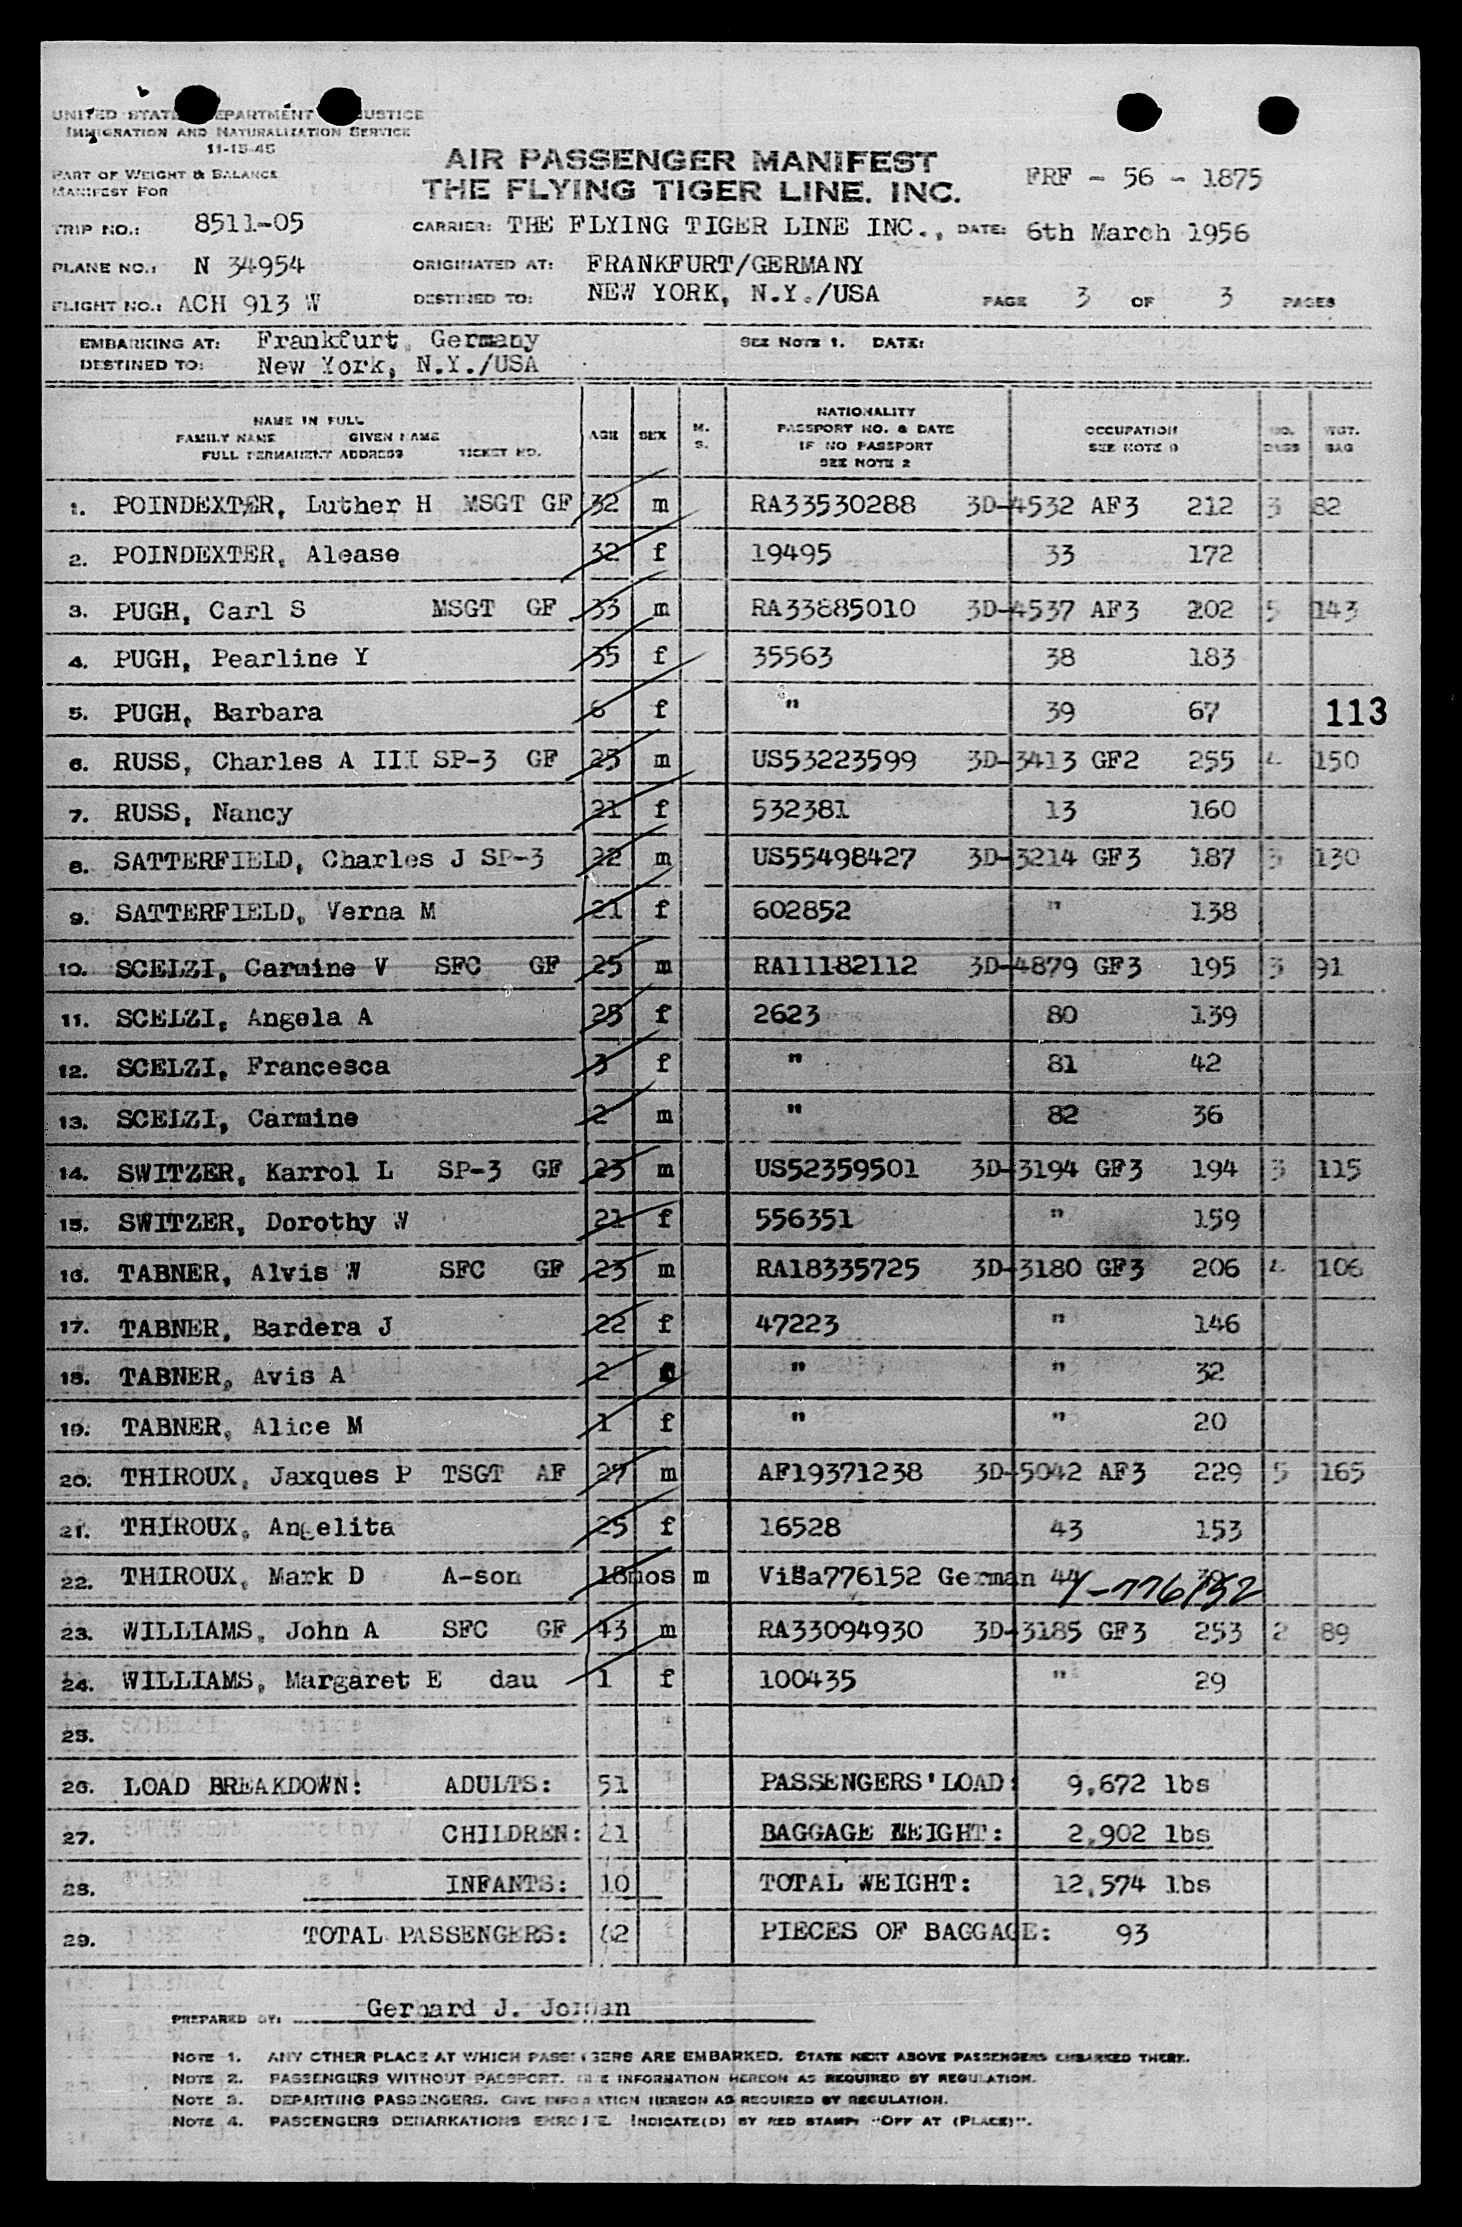 UNITED STATES DEPARTMENT OF JUSTICE
IMMIGRATION AND NATURALIZATION SERVICE
11-15-45
PART OF WEIGHT & BALANCE
MANIFEST FOR
AIR PASSENGER MANIFEST
THE FLYING TIGER LINE. INC.
FRF - 56 - 1875
TRIP NO.: 8511-05 CARRIER: THE FLYING TIGER LINE INC., DATE: 6th March 1956
PLANE NO.: N 34954 ORIGINATED AT: FRANKFURT/GERMANY
FLIGHT NO.: ACH 913 W DESTINED TO: NEW YORK, N.Y./USA PAGE 3 OF 3 PAGES
EMBARKING AT: Frankfurt, Germany SEE NOTE 1. DATE:
DESTINED TO: New York, N.Y./USA
NAME IN FULL
FAMILY NAME GIVEN NAME
FULL PERMANENT ADDRESS TICKET NO.
AGE SEX M. S.
NATIONALITY
PASSPORT NO. & DATE
IF NO PASSPORT
SEE NOTE 2
OCCUPATION
SEE NOTE
NO. BAGS WGT. BAG
1. POINDEXTER, Luther H MSGT GF 32 m RA33530288 3D-4532 AF3 212 3 82
2. POINDEXTER, Alease 32 f 19495 33 172
3. PUGH, Carl S MSGT GF 33 m RA33885010 3D-4537 AF3 202 5 143
4. PUGH, Pearline Y 35 f 35563 38 183
5. PUGH, Barbara 6 f " 39 67
113
6. RUSS, Charles A III SP-3 GF 23 m US53223599 3D-3413 GF2 255 4 150
7. RUSS, Nancy 21 f 532381 13 160
8. SATTERFIELD, Charles J SP-3 22 m US55498427 3D-3214 GF3 187 3 130
9. SATTERFIELD, Verna M 21 f 602852 " 138
10. SCELZI, Carmine V SFC GF 25 m RA11182112 3D-4879 GF3 195 3 91
11. SCELZI, Angela A 28 f 2623 80 139
12. SCELZI, Francesca 3 f " 81 42
13. SCELZI, Carmine 2 m " 82 36
14. SWITZER, Karrol L SP-3 GF 23 m US52359501 3D-3194 GF3 194 3 115
15. SWITZER, Dorothy W 21 f 556351 " 159
16. TABNER, Alvis W SFC GF 23 m RA18335725 3D-3180 GF3 206 4 106
17. TABNER, Bardera J 22 f 47223 " 146
18. TABNER, Avis A 2 " " 32
19. TABNER, Alice M 1 f " " 20
20. THIROUX, Jaxques P TSGT AF 27 m AF19371238 3D-5042 AF3 229 5 165
21. THIROUX, Angelita 25 f 16528 43 153
22. THIROUX, Mark D A-son 18mos m Visa776152 German 44 Y-776152
23. WILLIAMS, John A SFC GF 43 m RA33094930 3D-3185 GF3 253 2 89
24. WILLIAMS, Margaret E dau 1 f 100435 " 29
25.
26. LOAD BREAKDOWN: ADULTS: 51 PASSENGERS' LOAD: 9,672 lbs
27. CHILDREN: 21 BAGGAGE WEIGHT: 2,902 lbs
28. INFANTS: 10 TOTAL WEIGHT: 12,574 lbs
29. TOTAL PASSENGERS: 82 PIECES OF BAGGAGE: 93
PREPARED BY: Gerhard J.
NOTE 1. ANY OTHER PLACE AT WHICH PASSENGERS ARE EMBARKED. STATE NEXT ABOVE PASSENGERS EMBARKED THERE.
NOTE 2. PASSENGERS WITHOUT PASSPORT. GIVE INFORMATION HEREON AS REQUIRED BY REGULATION.
NOTE 3. DEPARTING PASSENGERS. GIVE INFORMATION HEREON AS REQUIRED BY REGULATION.
NOTE 4. PASSENGERS DEBARKATIONS ENROUTE. INDICATE(D) BY RED STAMP: "OFF AT (PLACE)".